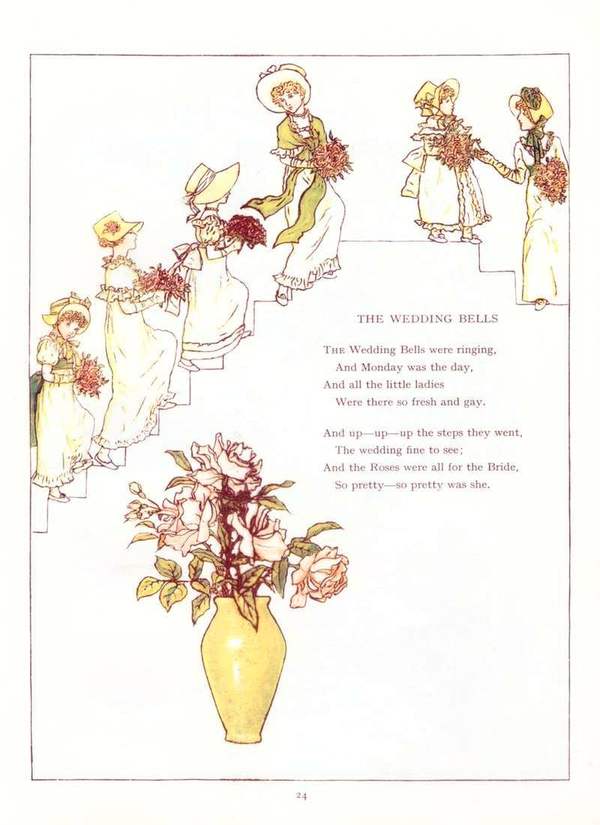 THE WEDDING BELLS
THE Wedding Bells were ringing,
And Monday was the day,
And all the little ladies
Were there so fresh and gay.
And up—up—up the steps they went,
The wedding fine to see;
And the Roses were all for the Bride,
So pretty—so pretty was she.
24